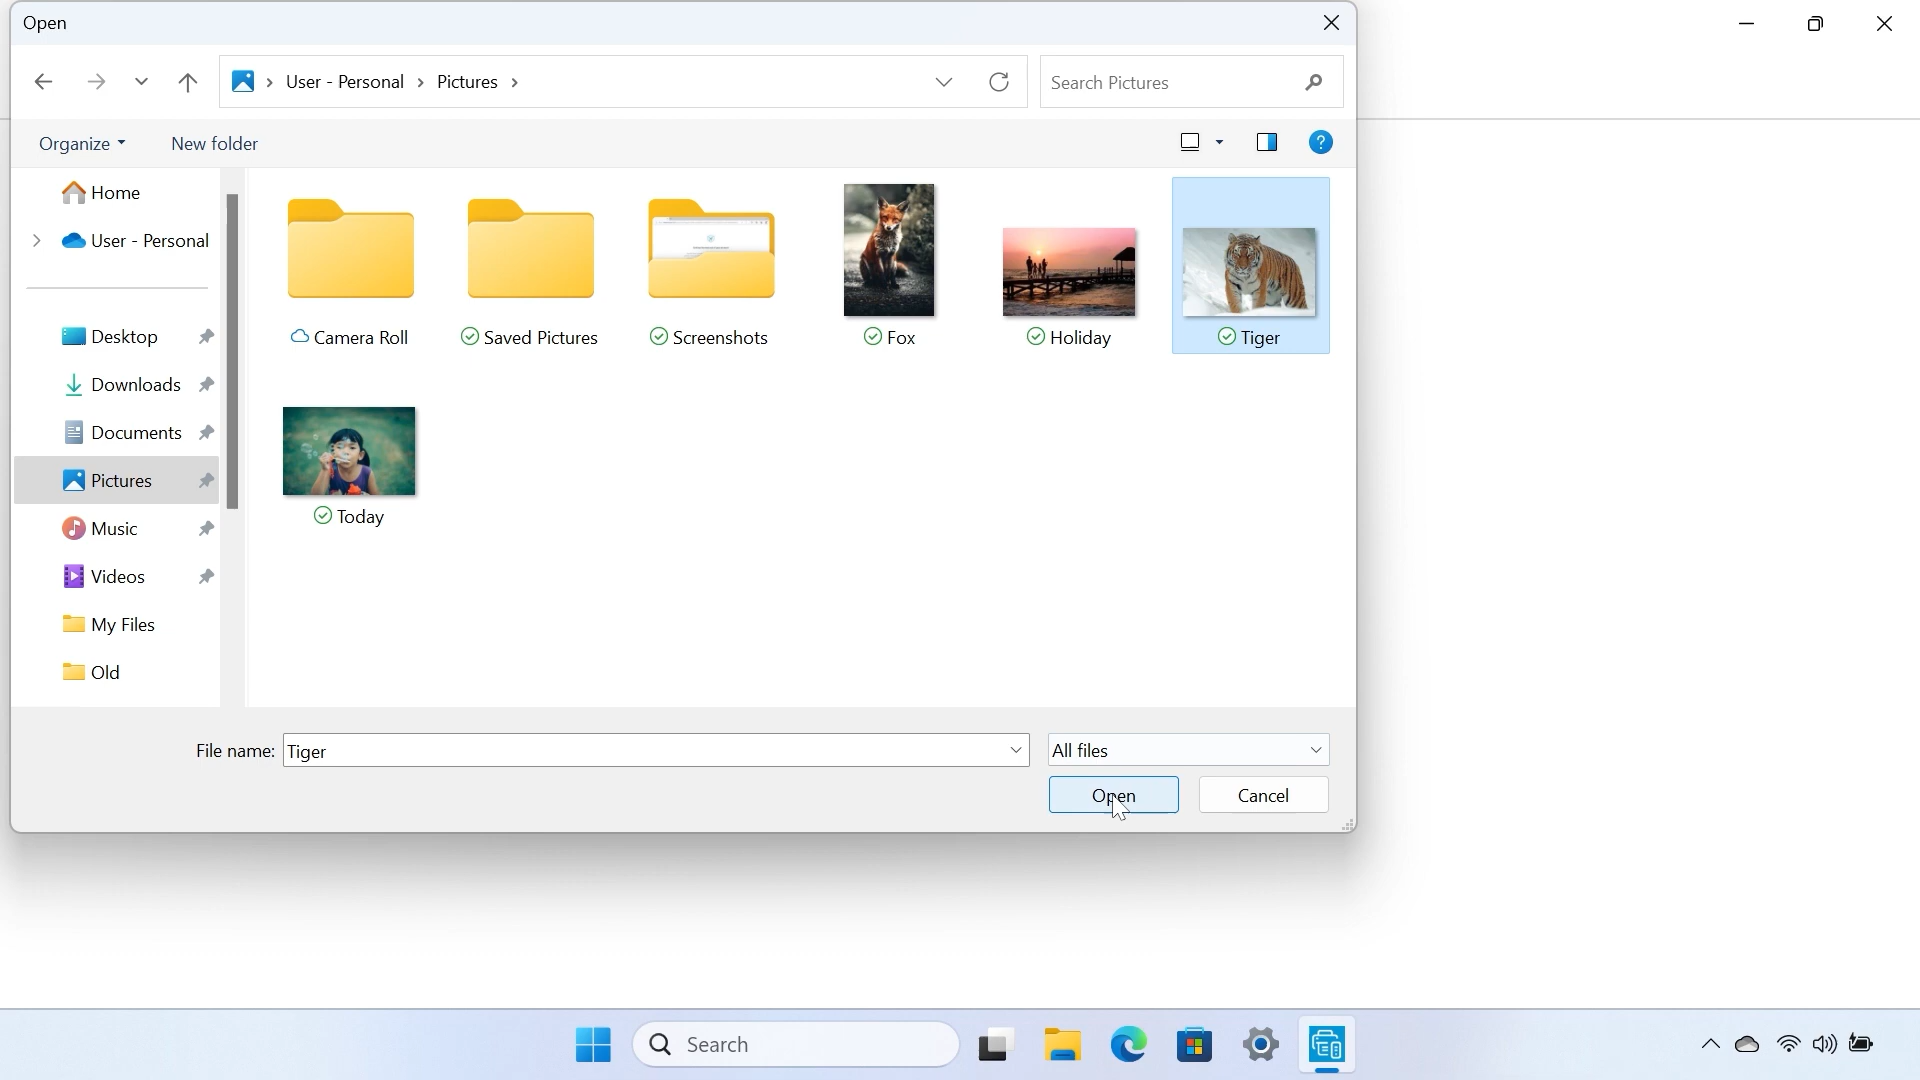 Open
User - Personal
Pictures
Search Pictures
Organize
New folder
Home
User - Personal
Desktop
Downloads
Documents
Pictures
Music
Videos
My Files
Old
Camera Roll
Saved Pictures
Screenshots
Fox
Holiday
Tiger
Today
File name:
Tiger
All files
Open
Cancel
Search